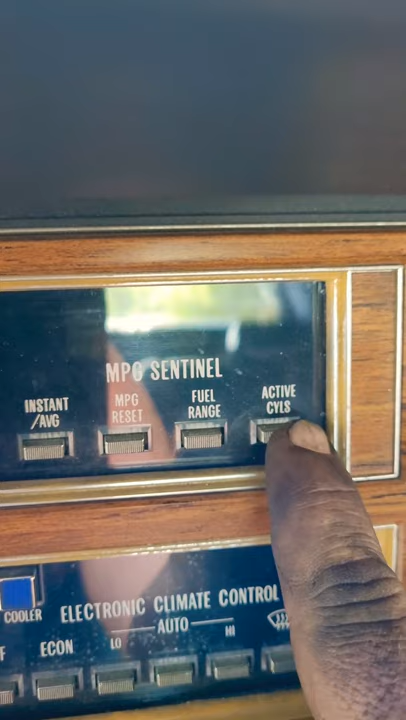 MPG SENTINEL
INSTANT
/AVG
MPG
RESET
FUEL
RANGE
ACTIVE
CYLS
COOLER
ELECTRONIC CLIMATE CONTROL
ECON
LO
AUTO
HI